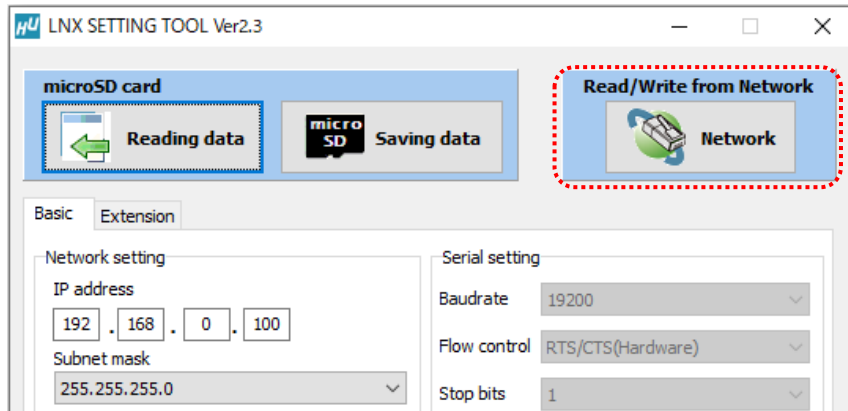 HU LNX SETTING TOOL Ver2.3
microSD card
Reading data
micro
SD
Saving data
Read/Write from Network
Network
Basic
Extension
Network setting
IP address
192 . 168 . 0 . 100
Subnet mask
255.255.255.0
Serial setting
Baudrate
19200
Flow control
RTS/CTS(Hardware)
Stop bits
1